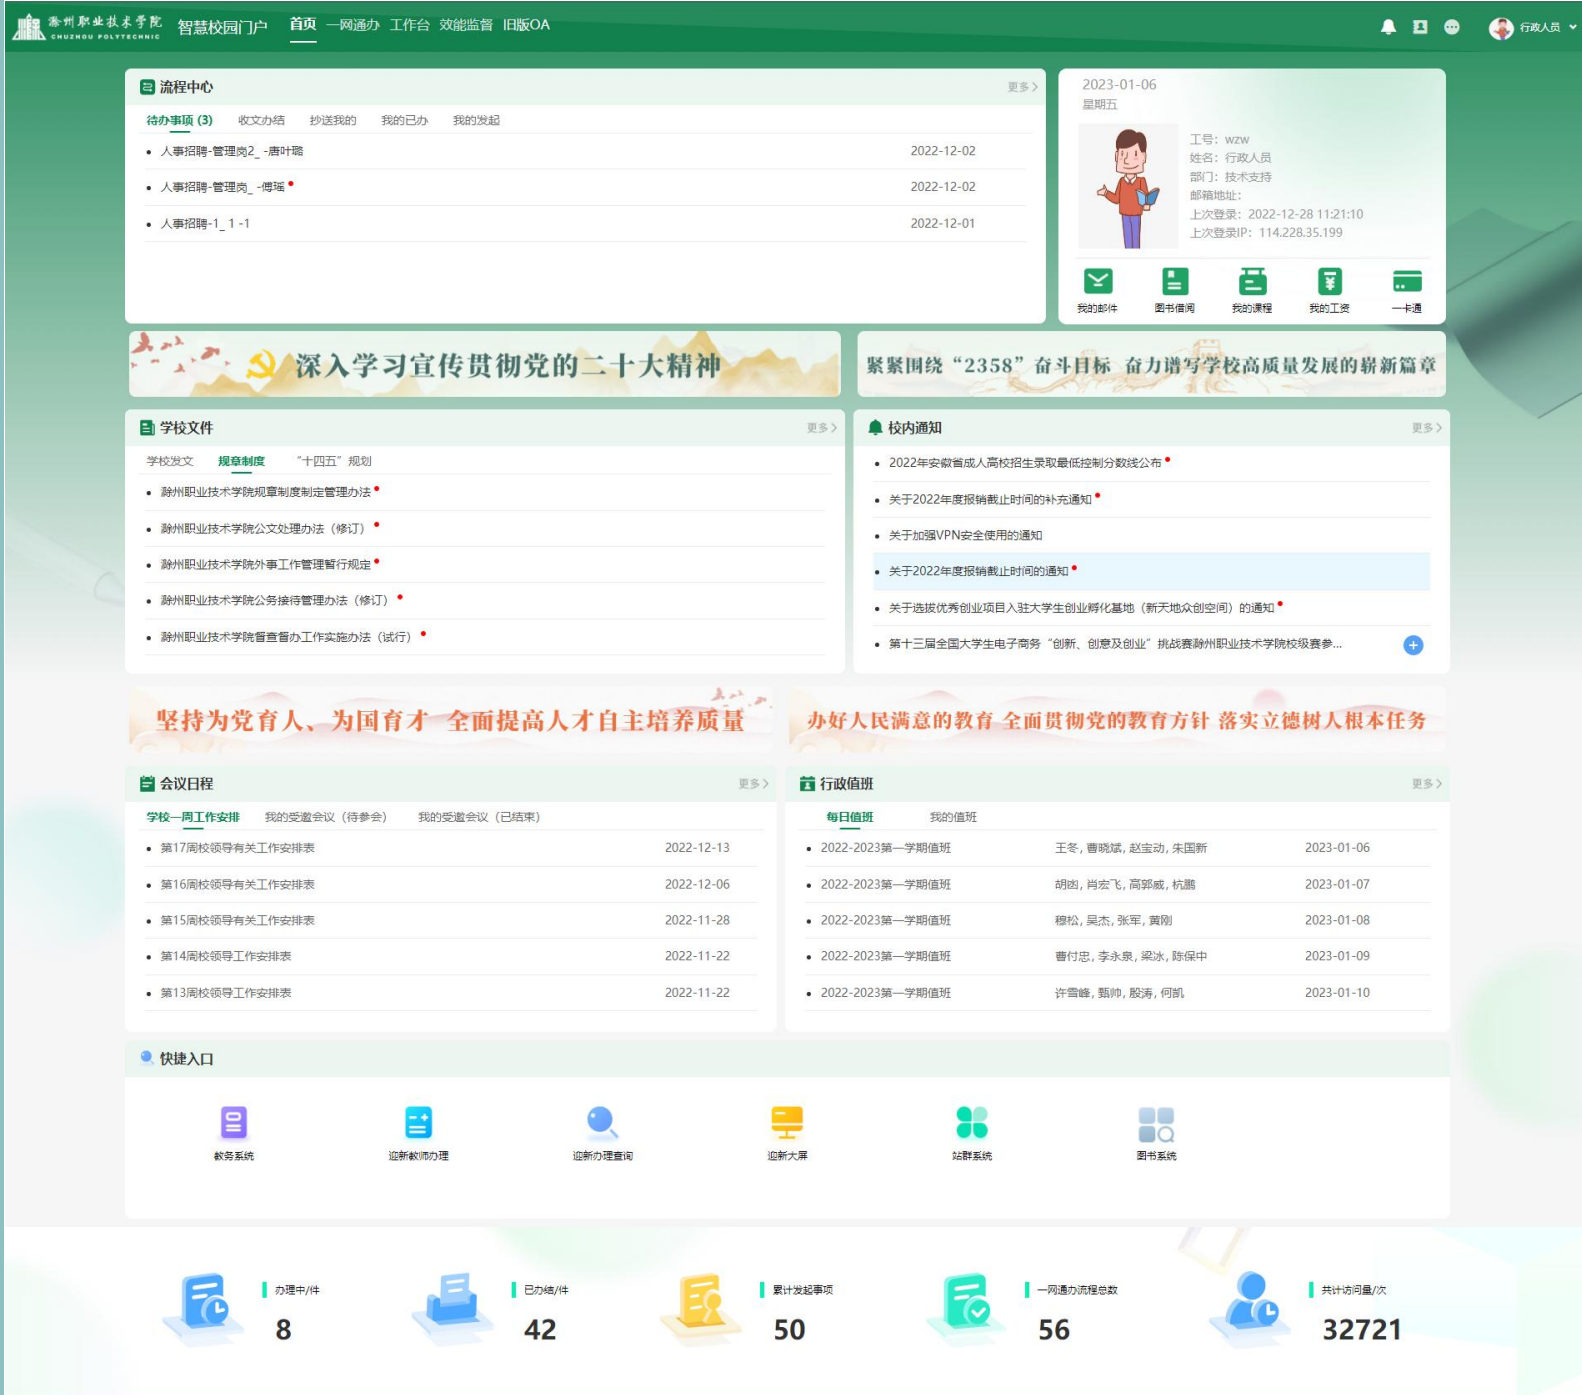 滁州职业技术学院
CHUZHOU POLYTECHNIC
智慧校园门户
首页 一网通办 工作台 效能监督 旧版OA
行政人员
流程中心
更多
待办事项 (3) 收文办结 抄送我的 我的已办 我的发起
人事招聘-管理岗2_ -唐叶璐 2022-12-02
人事招聘-管理岗_ -傅瑶 2022-12-02
人事招聘-1_ 1 -1 2022-12-01
2023-01-06
星期五
工号：wzw
姓名：行政人员
部门：技术支持
邮箱地址：
上次登录：2022-12-28 11:21:10
上次登录IP：114.228.35.199
我的邮件 图书借阅 我的课程 我的工资 一卡通
深入学习宣传贯彻党的二十大精神
紧紧围绕“2358”奋斗目标 奋力谱写学校高质量发展的崭新篇章
学校文件
更多
学校发文 规章制度 “十四五”规划
滁州职业技术学院规章制度制定管理办法
滁州职业技术学院公文处理办法（修订）
滁州职业技术学院外事工作管理暂行规定
滁州职业技术学院公务接待管理办法（修订）
滁州职业技术学院督查督办工作实施办法（试行）
校内通知
更多
2022年安徽省成人高校招生录取最低控制分数线公布
关于2022年度报销截止时间的补充通知
关于加强VPN安全使用的通知
关于2022年度报销截止时间的通知
关于选拔优秀创业项目入驻大学生创业孵化基地（新天地众创空间）的通知
第十三届全国大学生电子商务“创新、创意及创业”挑战赛滁州职业技术学院校级赛参...
坚持为党育人、为国育才 全面提高人才自主培养质量
办好人民满意的教育 全面贯彻党的教育方针 落实立德树人根本任务
会议日程
更多
学校一周工作安排 我的受邀会议（待参会） 我的受邀会议（已结束）
第17周校领导有关工作安排表 2022-12-13
第16周校领导有关工作安排表 2022-12-06
第15周校领导有关工作安排表 2022-11-28
第14周校领导工作安排表 2022-11-22
第13周校领导工作安排表 2022-11-22
行政值班
更多
每日值班 我的值班
2022-2023第一学期值班 王冬, 曹晓斌, 赵宝动, 朱国新 2023-01-06
2022-2023第一学期值班 肖宏飞, 高郭威, 杭鹏 2023-01-07
2022-2023第一学期值班 穆松, 吴杰, 张军, 黄刚 2023-01-08
2022-2023第一学期值班 曹付忠, 李永泉, 梁冰, 陈保中 2023-01-09
2022-2023第一学期值班 许雪峰, 甄帅, 殷涛, 何凯 2023-01-10
快捷入口
教务系统 迎新教师办理 迎新办理查询 迎新大屏 站群系统 图书系统
办理中/件 已办结/件 累计发起事项 一网通办流程总数 共计访问量/次
8 42 50 56 32721